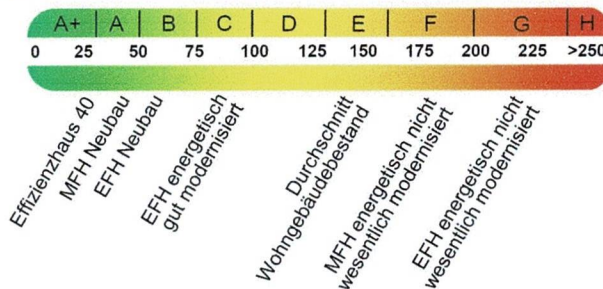 A+ A B C D E F G H
0 25 50 75 100 125 150 175 200 225 >250
Effizienzhaus 40
MFH Neubau
EFH Neubau
EFH energetisch
gut modernisiert
Durchschnitt
Wohngebäudebestand
MFH energetisch nicht
wesentlich modernisiert
EFH energetisch nicht
wesentlich modernisiert